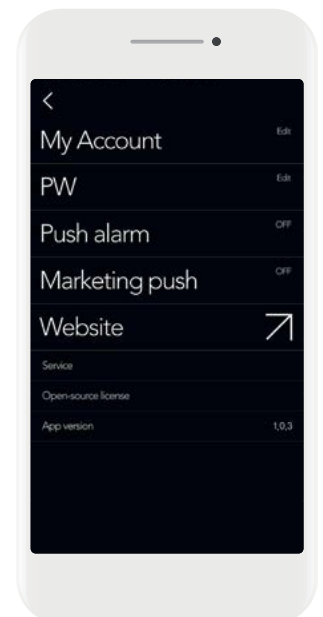 My Account Edit
PW Edit
Push alarm OFF
Marketing push OFF
Website
Service
Open-source license
App version 1,0,3